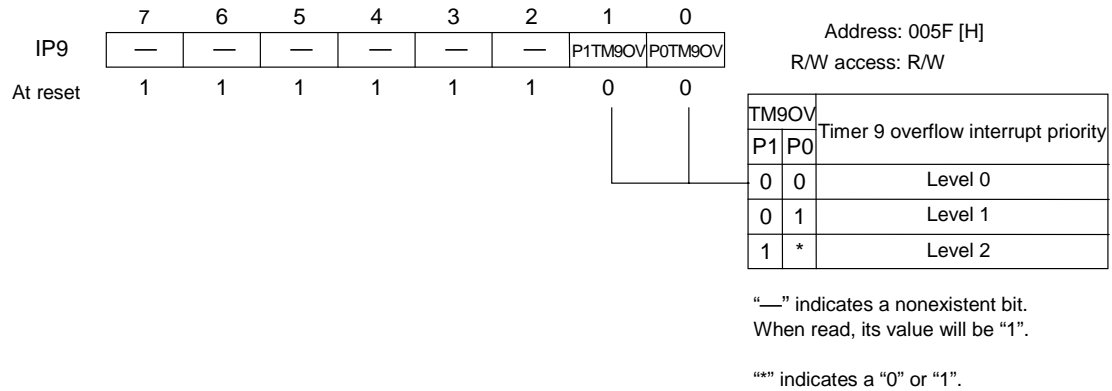 7 6 5 4 3 2 1 0
Address: 005F [H]
IP9 — — — — — — P1TM9OV P0TM9OV
R/W access: R/W
At reset 1 1 1 1 1 1 0 0
TM9OV
Timer 9 overflow interrupt priority
P1 P0
0 0 Level 0
0 1 Level 1
1 * Level 2
“—” indicates a nonexistent bit.
When read, its value will be “1”.
“*” indicates a “0” or “1”.